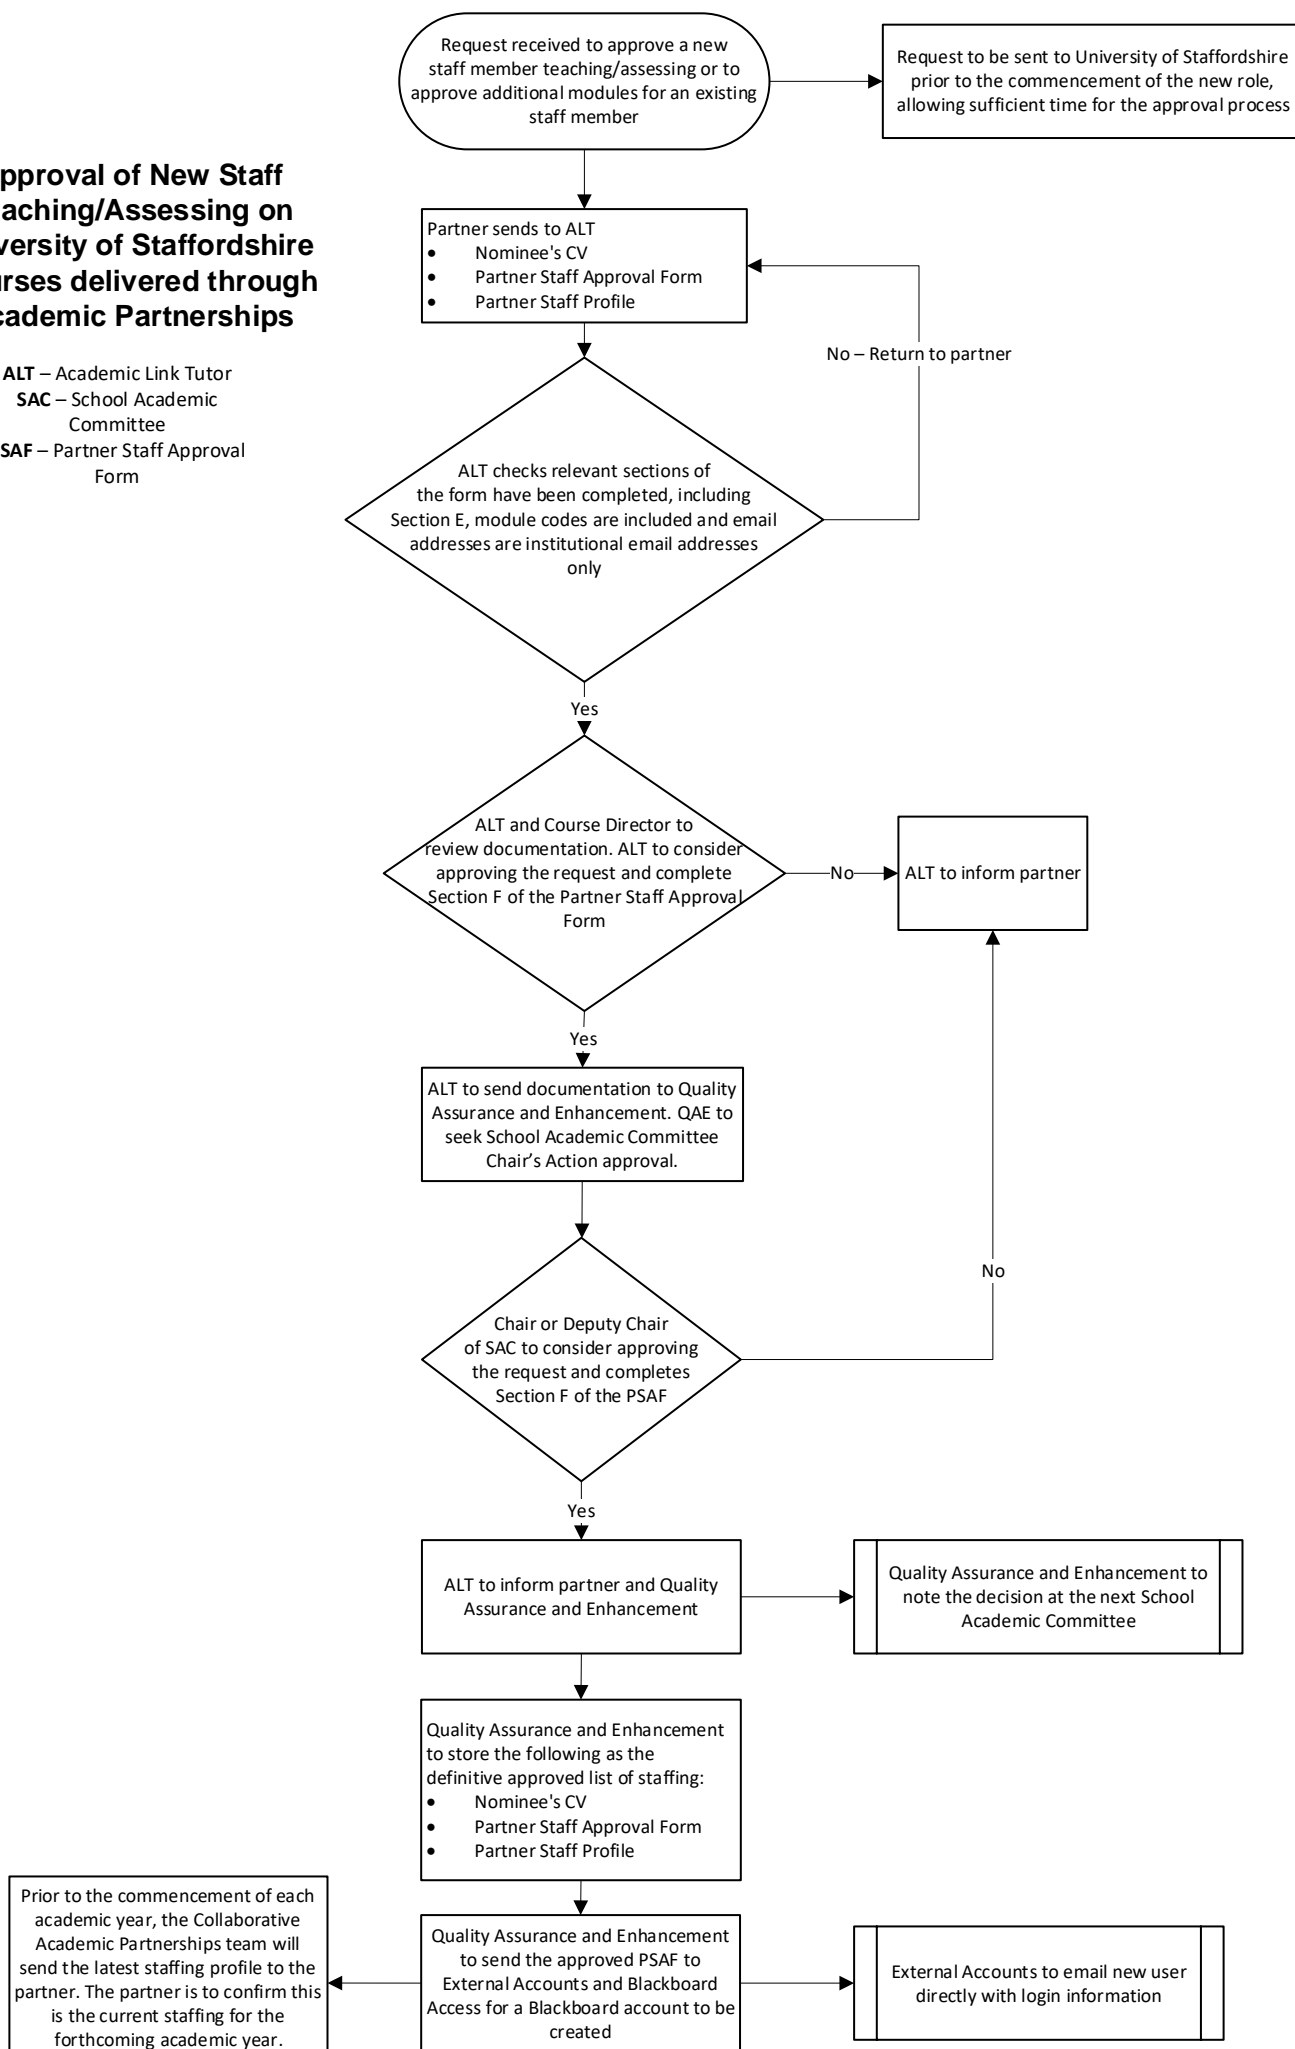 Request received to approve a new
staff member teaching/assessing or to
approve additional modules for an existing
staff member
Request to be sent to University of Staffordshire
prior to the commencement of the new role,
allowing sufficient time for the approval process
pproval of New Staff
aching/Assessing on
versity of Staffordshire
urses delivered through
cademic Partnerships
ALT – Academic Link Tutor
SAC – School Academic
Committee
SAF – Partner Staff Approval
Form
Partner sends to ALT
• Nominee's CV
• Partner Staff Approval Form
• Partner Staff Profile
No – Return to partner
ALT checks relevant sections of
the form have been completed, including
Section E, module codes are included and email
addresses are institutional email addresses
only
Yes
ALT and Course Director to
review documentation. ALT to consider
approving the request and complete
Section F of the Partner Staff Approval
Form
No
ALT to inform partner
Yes
ALT to send documentation to Quality
Assurance and Enhancement. QAE to
seek School Academic Committee
Chair’s Action approval.
No
Chair or Deputy Chair
of SAC to consider approving
the request and completes
Section F of the PSAF
Yes
ALT to inform partner and Quality
Assurance and Enhancement
Quality Assurance and Enhancement to
note the decision at the next School
Academic Committee
Quality Assurance and Enhancement
to store the following as the
definitive approved list of staffing:
• Nominee's CV
• Partner Staff Approval Form
• Partner Staff Profile
Prior to the commencement of each
academic year, the Collaborative
Academic Partnerships team will
send the latest staffing profile to the
partner. The partner is to confirm this
is the current staffing for the
forthcoming academic year.
Quality Assurance and Enhancement
to send the approved PSAF to
External Accounts and Blackboard
Access for a Blackboard account to be
created
External Accounts to email new user
directly with login information